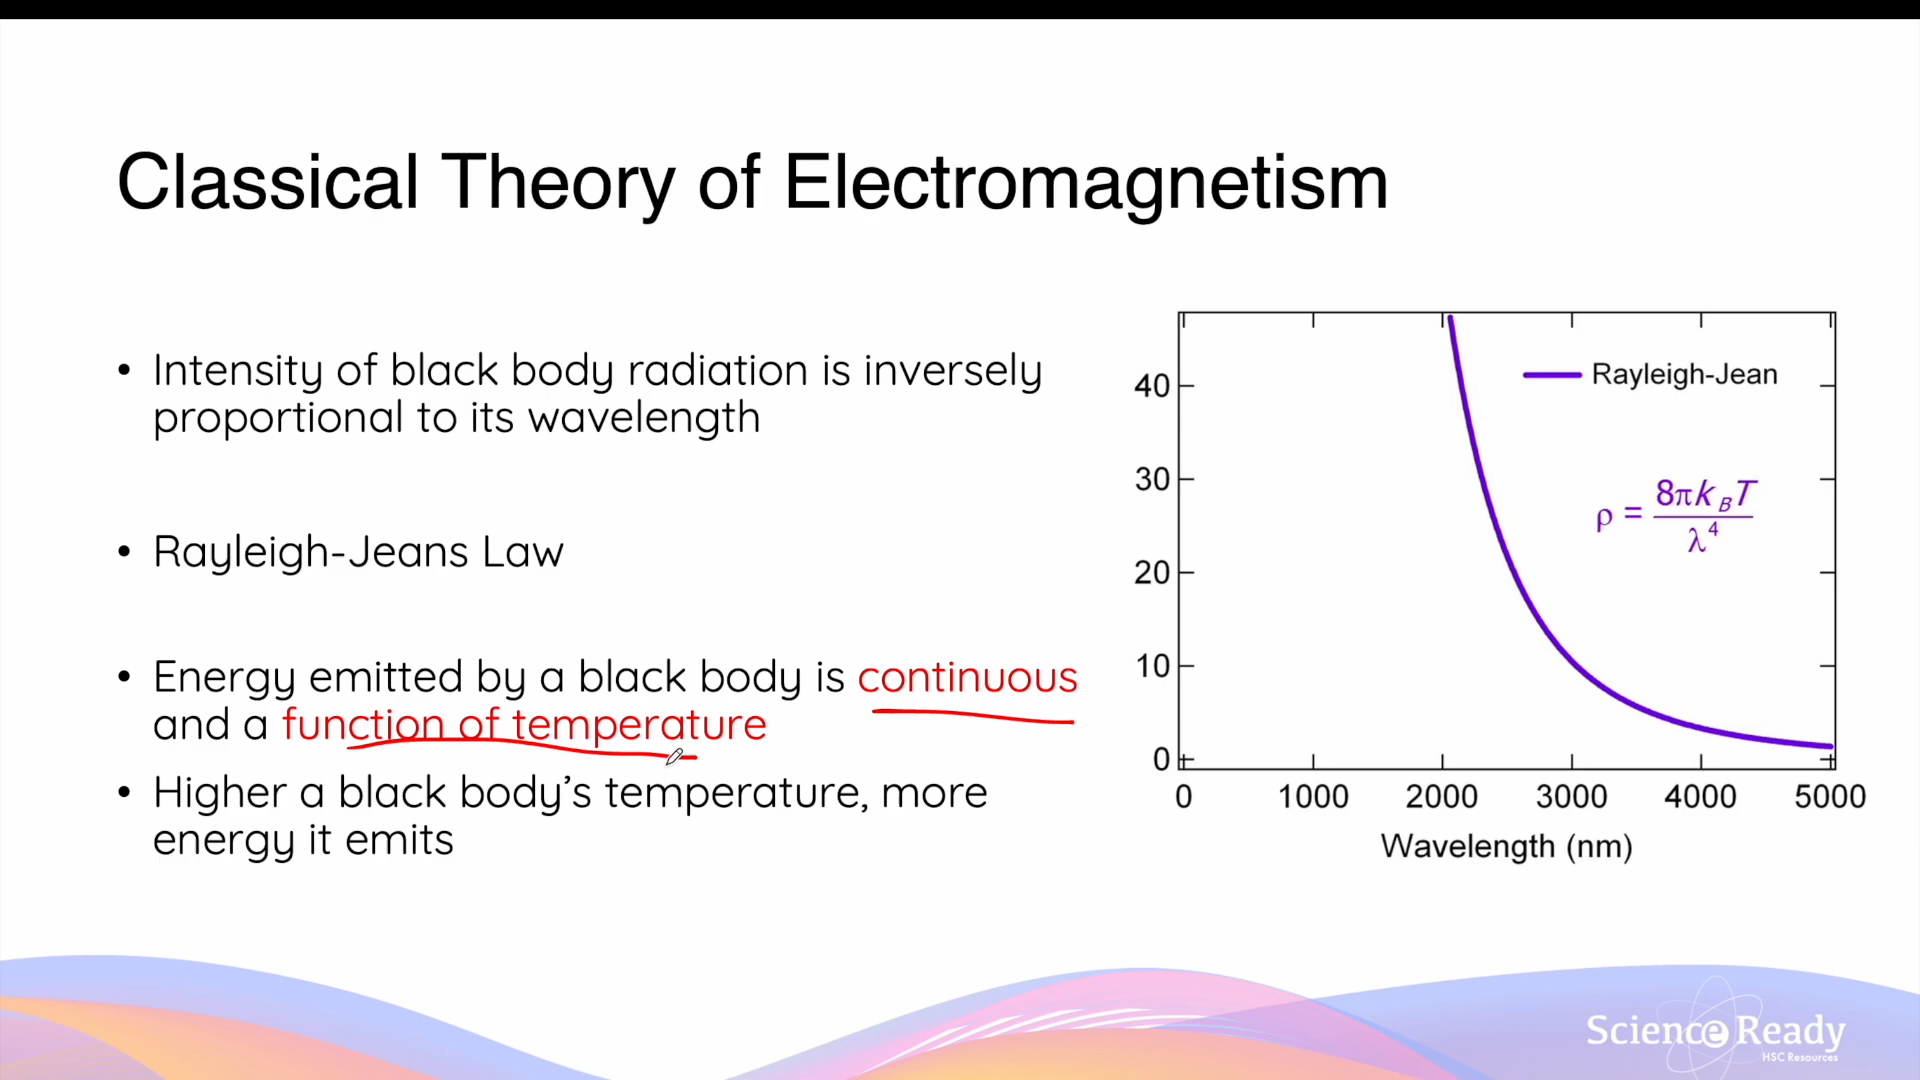 Classical Theory of Electromagnetism
• Intensity of black body radiation is inversely
proportional to its wavelength
• Rayleigh-Jeans Law
• Energy emitted by a black body is continuous
and a function of temperature
• Higher a black body’s temperature, more
energy it emits
Rayleigh-Jean
ρ = 8πk_BT / λ^4
40
30
20
10
0
0 1000 2000 3000 4000 5000
Wavelength (nm)
Science Ready
HSC Resources